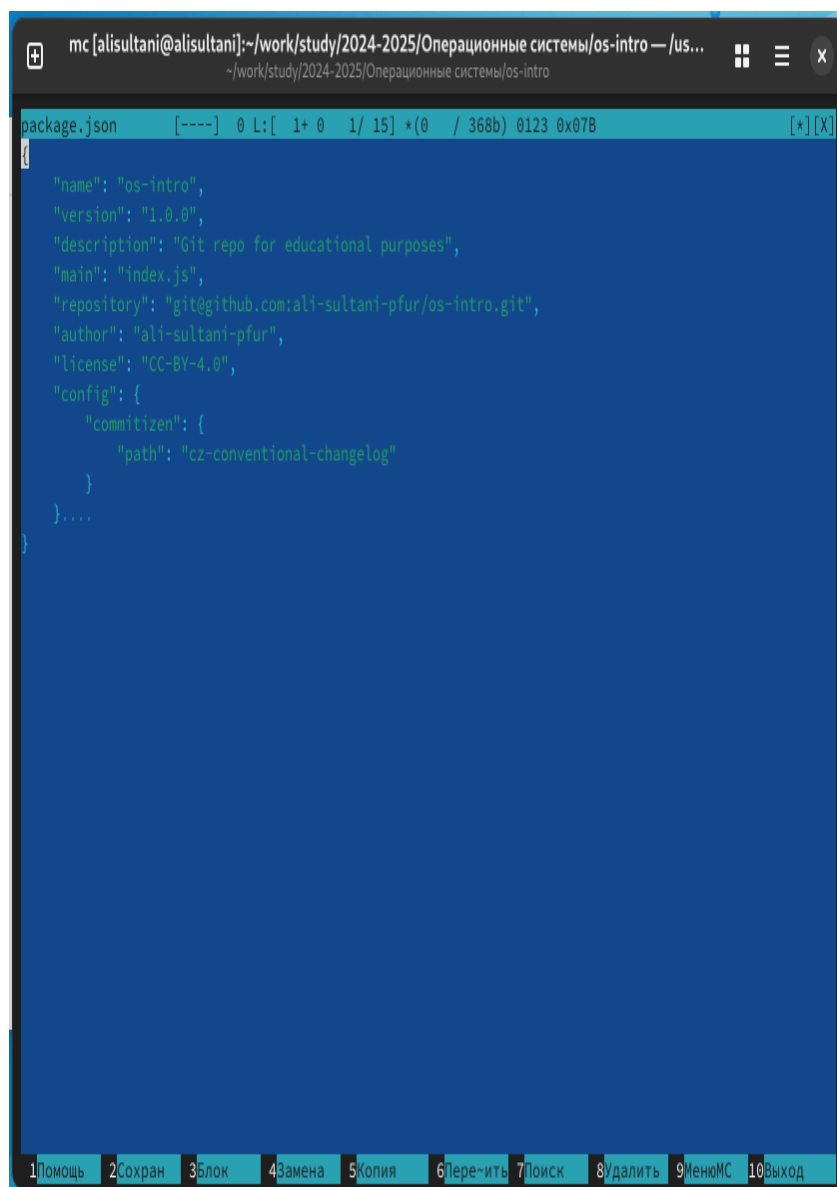 mc [alisultani@alisultani]:~/work/study/2024-2025/Операционные системы/os-intro — /us...
~/work/study/2024-2025/Операционные системы/os-intro
package.json [----] 0 L:[ 1+ 0 1/ 15] *(0 / 368b) 0123 0x07B [*][X]
{
    "name": "os-intro",
    "version": "1.0.0",
    "description": "Git repo for educational purposes",
    "main": "index.js",
    "repository": "git@github.com:ali-sultani-pfur/os-intro.git",
    "author": "ali-sultani-pfur",
    "license": "CC-BY-4.0",
    "config": {
        "commitizen": {
            "path": "cz-conventional-changelog"
        }
    }....
}
1Помощь 2Сохран 3Блок 4Замена 5Копия 6Пере~ить 7Поиск 8Удалить 9МенюMC 10Выход